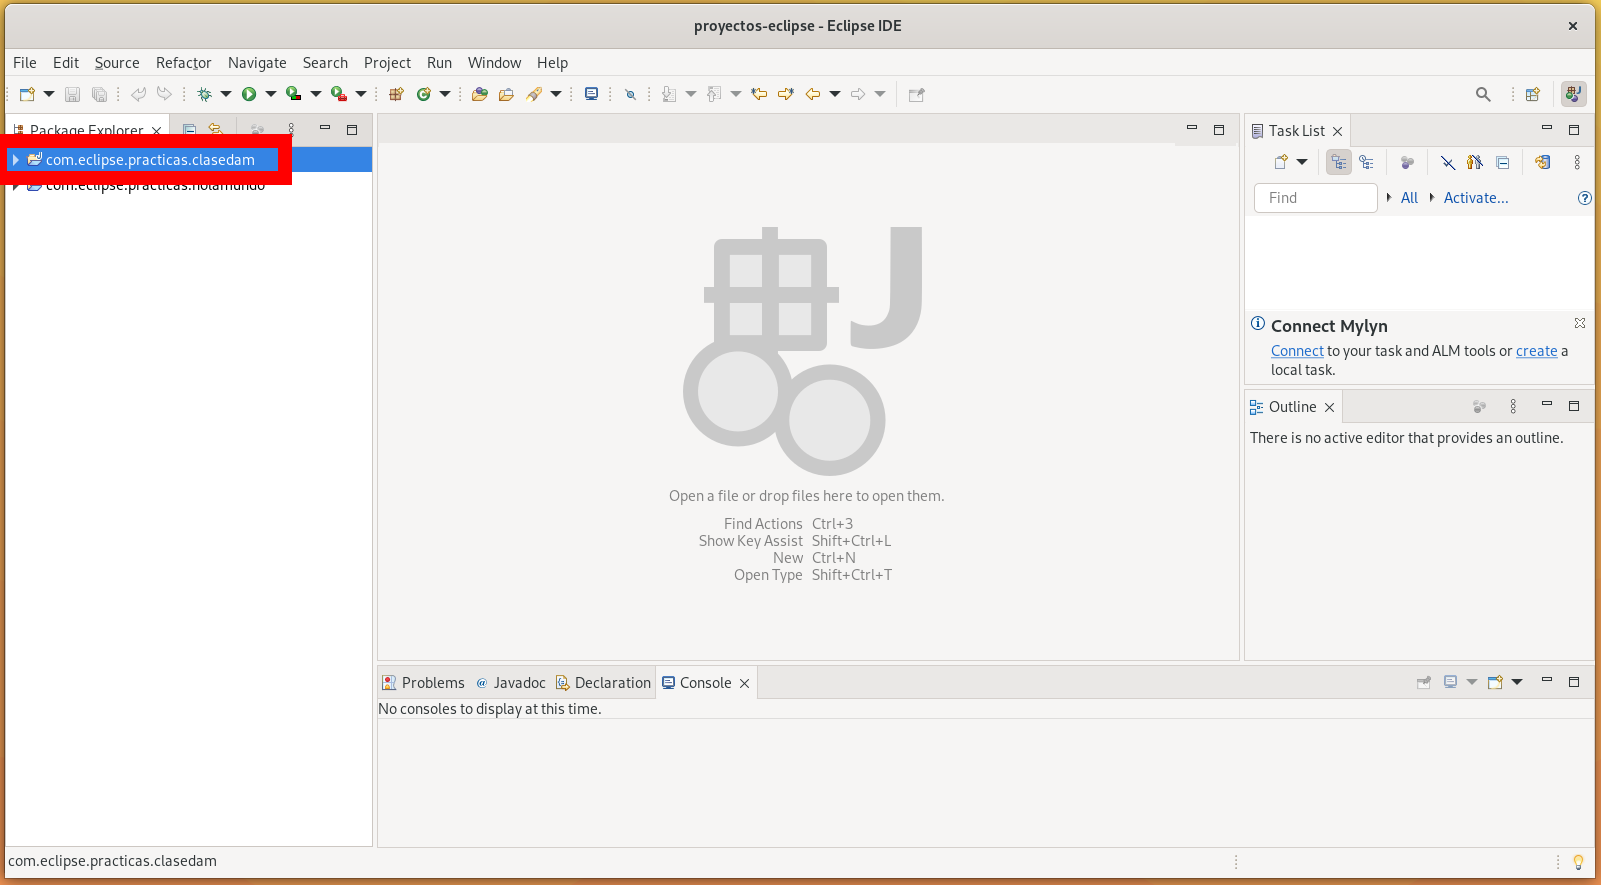 proyectos-eclipse - Eclipse IDE
File Edit Source Refactor Navigate Search Project Run Window Help
Package Explorer
com.eclipse.practicas.clasedam
com.eclipse.practicas.holamundo
Open a file or drop files here to open them.
Find Actions Ctrl+3
Show Key Assist Shift+Ctrl+L
New Ctrl+N
Open Type Shift+Ctrl+T
Task List
Find All Activate...
Connect Mylyn
Connect to your task and ALM tools or create a
local task.
Outline
There is no active editor that provides an outline.
Problems @ Javadoc Declaration Console
No consoles to display at this time.
com.eclipse.practicas.clasedam